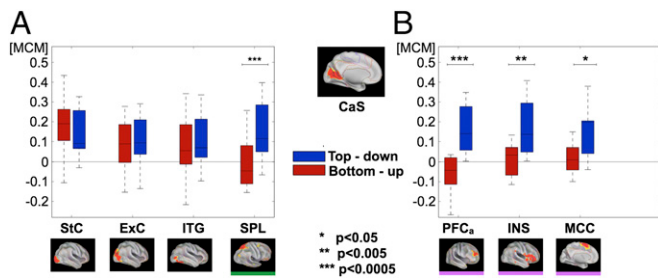 A
B
[MCM]
[MCM]
0.5
0.4
0.3
0.2
0.1
0
-0.1
-0.2
***
StC ExC ITG SPL
CaS
Top - down
Bottom - up
* p<0.05
** p<0.005
*** p<0.0005
0.5
0.4
0.3
0.2
0.1
0
-0.1
-0.2
*** ** *
PFCa INS MCC